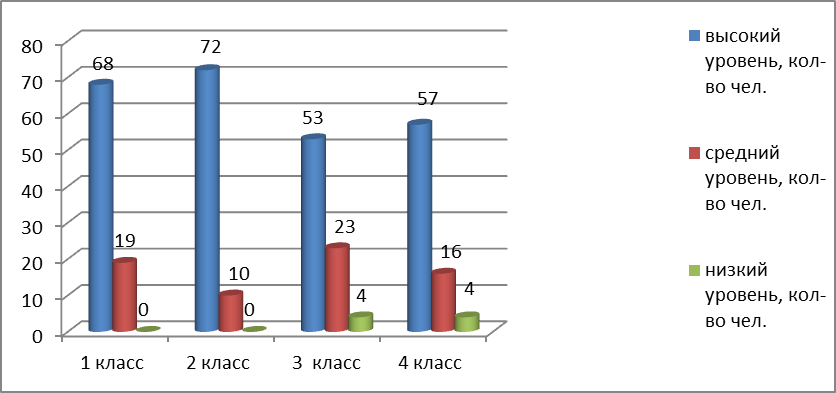 80
70
60
50
40
30
20
10
0
68
19
0
72
10
0
53
23
4
57
16
4
1 класс
2 класс
3  класс
4 класс
высокий
уровень, кол-
во чел.
средний
уровень, кол-
во чел.
низкий
уровень, кол-
во чел.